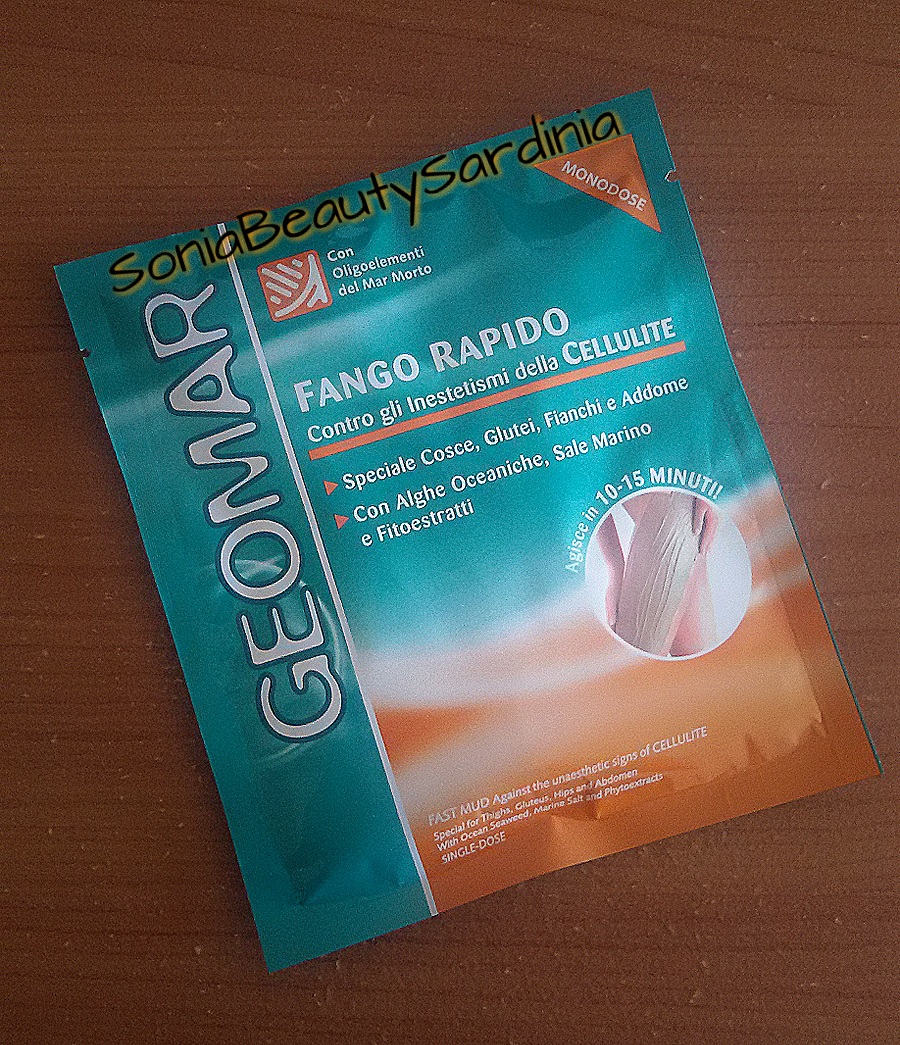 SoniaBeautySardinia
MONODOSE
GEOMAR
Con
Oligoelementi
del Mar Morto
FANGO RAPIDO
Contro gli Inestetismi della CELLULITE
Speciale Cosce, Glutei, Fianchi e Addome
Con Alghe Oceaniche, Sale Marino
e Fitoestratti
Agisce in 10-15 MINUTI!
FAST MUD Against the unaesthetic signs of CELLULITE
Special for Thighs, Gluteus, Hips and Abdomen
With Ocean Seaweed, Marine Salt and Phytoextracts
SINGLE-DOSE